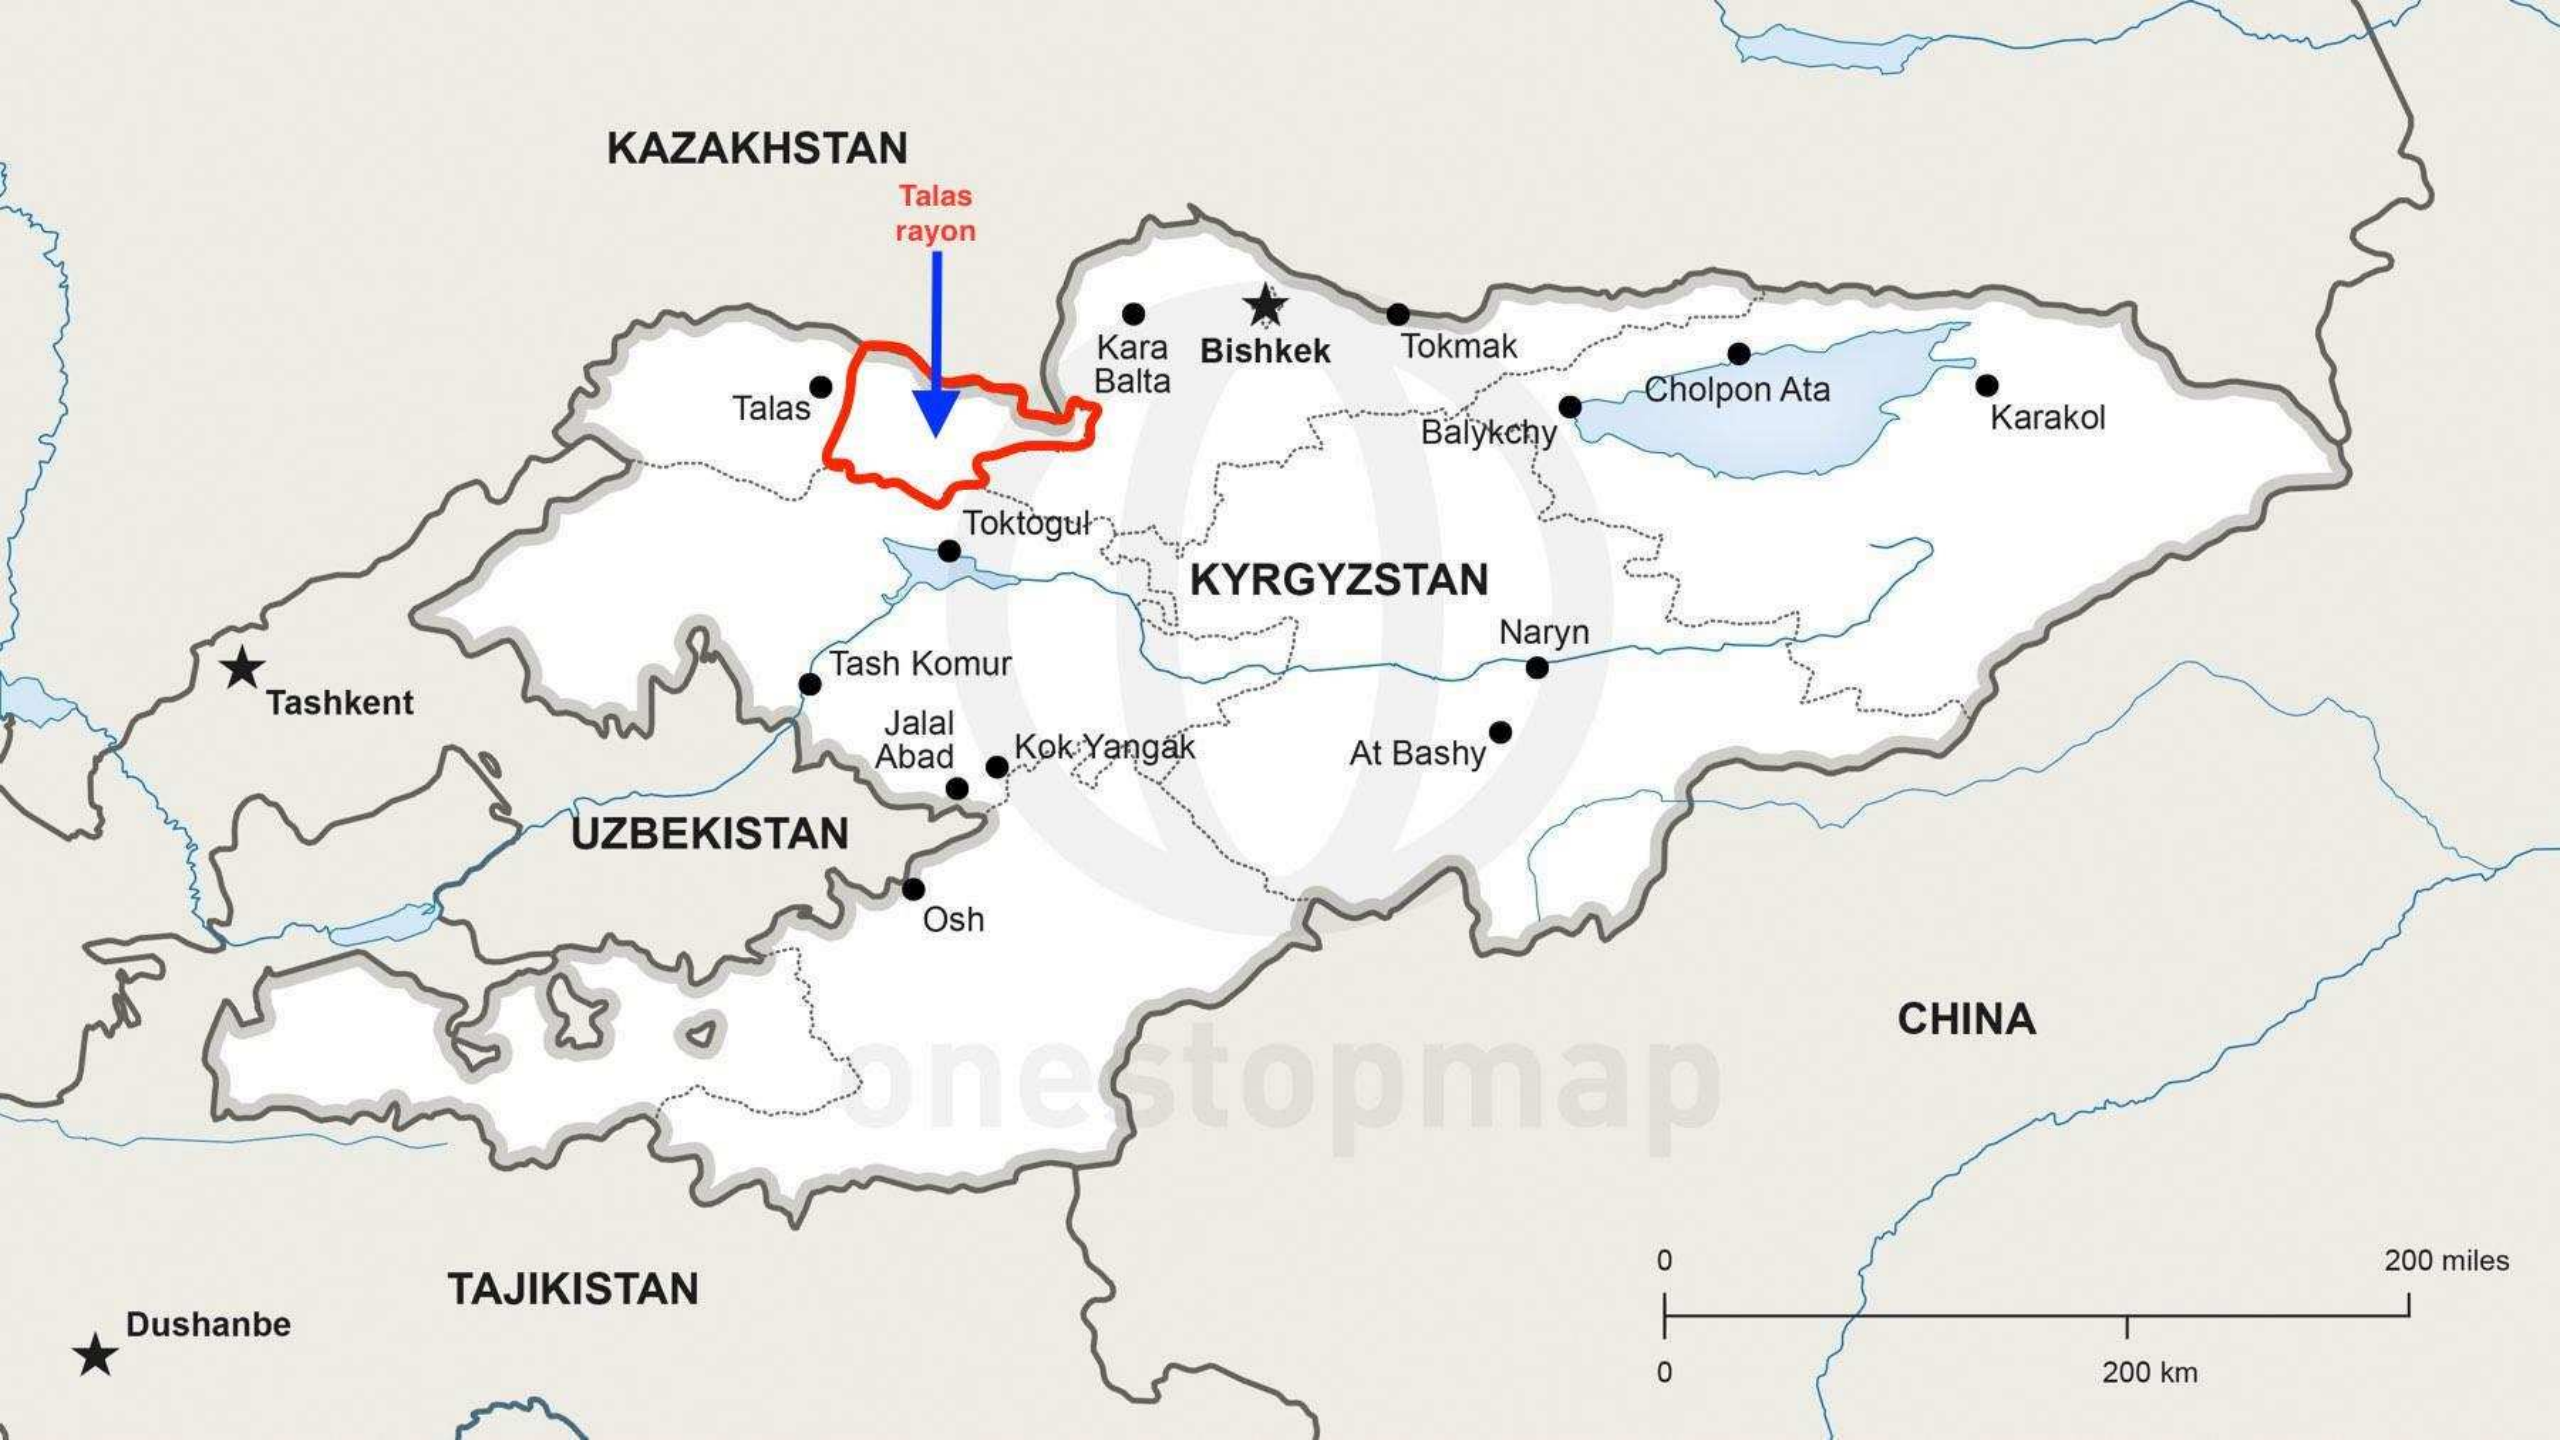 KAZAKHSTAN
Talas
rayon
Kara
Balta
Bishkek
Tokmak
Cholpon Ata
Karakol
Balykchy
Talas
Toktogul
KYRGYZSTAN
Naryn
Tash Komur
Tashkent
Jalal
Abad
Kok Yangak
At Bashy
UZBEKISTAN
Osh
CHINA
onestopmap
TAJIKISTAN
Dushanbe
0
200 miles
0
200 km